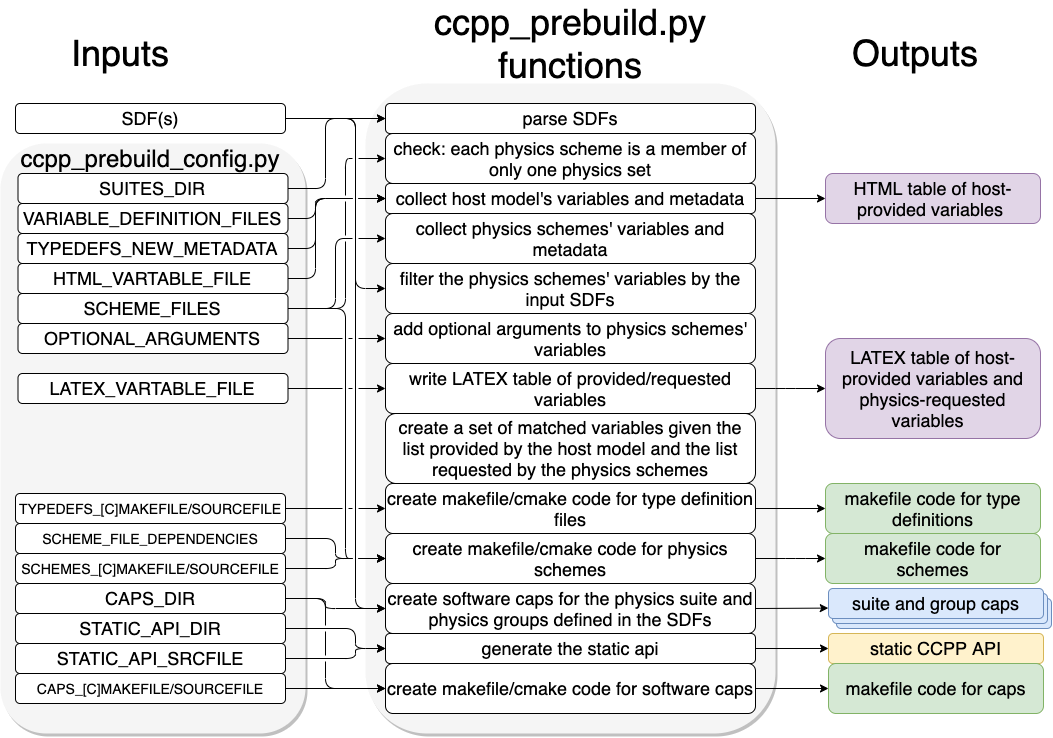 Inputs
ccpp_prebuild.py
functions
Outputs
SDF(s)
ccpp_prebuild_config.py
SUITES_DIR
VARIABLE_DEFINITION_FILES
TYPEDEFS_NEW_METADATA
HTML_VARTABLE_FILE
SCHEME_FILES
OPTIONAL_ARGUMENTS
LATEX_VARTABLE_FILE
TYPEDEFS_[C]MAKEFILE/SOURCEFILE
SCHEME_FILE_DEPENDENCIES
SCHEMES_[C]MAKEFILE/SOURCEFILE
CAPS_DIR
STATIC_API_DIR
STATIC_API_SRCFILE
CAPS_[C]MAKEFILE/SOURCEFILE
parse SDFs
check: each physics scheme is a member of
only one physics set
collect host model's variables and metadata
collect physics schemes' variables and
metadata
filter the physics schemes' variables by the
input SDFs
add optional arguments to physics schemes'
variables
write LATEX table of provided/requested
variables
create a set of matched variables given the
list provided by the host model and the list
requested by the physics schemes
create makefile/cmake code for type definition
files
create makefile/cmake code for physics
schemes
create software caps for the physics suite and
physics groups defined in the SDFs
generate the static api
create makefile/cmake code for software caps
HTML table of host-
provided variables
LATEX table of host-
provided variables and
physics-requested
variables
makefile code for type
definitions
makefile code for
schemes
suite and group caps
static CCPP API
makefile code for caps